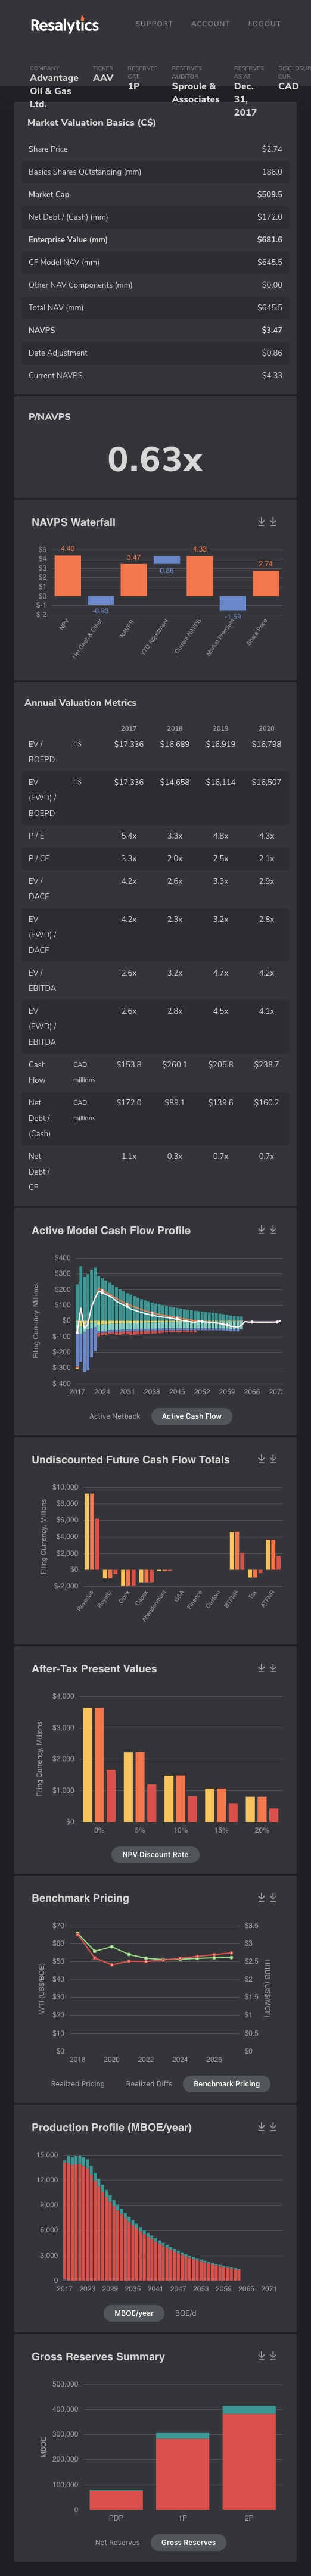 Resalytics
SUPPORT ACCOUNT LOGOUT
COMPANY TICKER RESERVES CAT. RESERVES AUDITOR RESERVES AS AT DISCLOSUR CUR.
Advantage Oil & Gas Ltd. AAV 1P Sproule & Associates Dec. 31, 2017 CAD
Market Valuation Basics (C$)
Share Price $2.74
Basics Shares Outstanding (mm) 186.0
Market Cap $509.5
Net Debt / (Cash) (mm) $172.0
Enterprise Value (mm) $681.6
CF Model NAV (mm) $645.5
Other NAV Components (mm) $0.00
Total NAV (mm) $645.5
NAVPS $3.47
Date Adjustment $0.86
Current NAVPS $4.33
P/NAVPS
0.63x
NAVPS Waterfall
$5
$4
$3
$2
$1
$0
$-1
$-2
4.40 -0.93 3.47 0.86 4.33 -1.59 2.74
NPV Net Cash & Other NAVPS YTD Adjustment Current NAVPS Market Premium Share Price
Annual Valuation Metrics
2017 2018 2019 2020
EV / BOEPD C$ $17,336 $16,689 $16,919 $16,798
EV (FWD) / BOEPD C$ $17,336 $14,658 $16,114 $16,507
P / E 5.4x 3.3x 4.8x 4.3x
P / CF 3.3x 2.0x 2.5x 2.1x
EV / DACF 4.2x 2.6x 3.3x 2.9x
EV (FWD) / DACF 4.2x 2.3x 3.2x 2.8x
EV / EBITDA 2.6x 3.2x 4.7x 4.2x
EV (FWD) / EBITDA 2.6x 2.8x 4.5x 4.1x
Cash Flow CAD, millions $153.8 $260.1 $205.8 $238.7
Net Debt / (Cash) CAD, millions $172.0 $89.1 $139.6 $160.2
Net Debt / CF 1.1x 0.3x 0.7x 0.7x
Active Model Cash Flow Profile
Filing Currency, Millions
$400
$300
$200
$100
$0
$-100
$-200
$-300
$-400
2017 2024 2031 2038 2045 2052 2059 2066 207
Active Netback Active Cash Flow
Undiscounted Future Cash Flow Totals
Filing Currency, Millions
$10,000
$8,000
$6,000
$4,000
$2,000
$0
$-2,000
Revenue Royalty Opex Capex Abandonment G&A Finance Custom BTFNR Tax ATFNR
After-Tax Present Values
Filing Currency, Millions
$4,000
$3,000
$2,000
$1,000
$0
0% 5% 10% 15% 20%
NPV Discount Rate
Benchmark Pricing
WTI (US$/BOE)
HHUB (US$/MCF)
$70 $3.5
$60 $3
$50 $2.5
$40 $2
$30 $1.5
$20 $1
$10 $0.5
$0 $0
2018 2020 2022 2024 2026
Realized Pricing Realized Diffs Benchmark Pricing
Production Profile (MBOE/year)
15,000
12,000
9,000
6,000
3,000
0
2017 2023 2029 2035 2041 2047 2053 2059 2065 2071
MBOE/year BOE/d
Gross Reserves Summary
MBOE
500,000
400,000
300,000
200,000
100,000
0
PDP 1P 2P
Net Reserves Gross Reserves